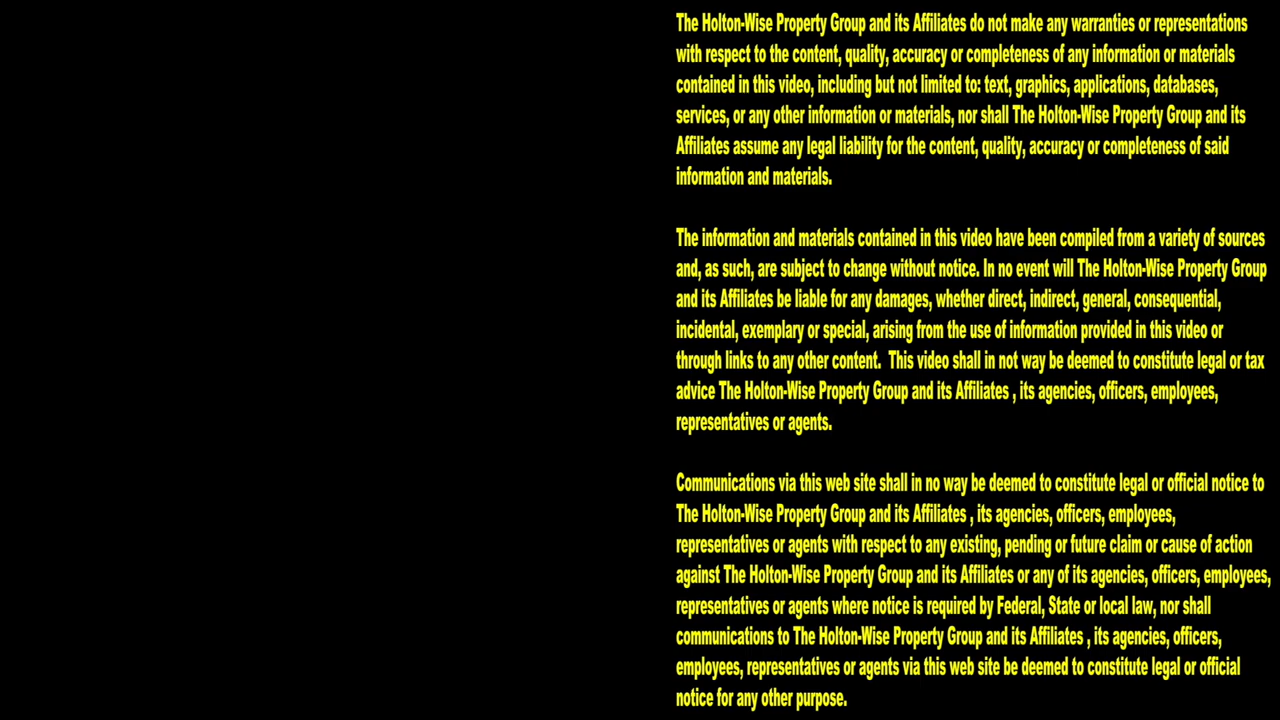 The Holton-Wise Property Group and its Affiliates do not make any warranties or representations
with respect to the content, quality, accuracy or completeness of any information or materials
contained in this video, including but not limited to: text, graphics, applications, databases,
services, or any other information or materials, nor shall The Holton-Wise Property Group and its
Affiliates assume any legal liability for the content, quality, accuracy or completeness of said
information and materials.
The information and materials contained in this video have been compiled from a variety of sources
and, as such, are subject to change without notice. In no event will The Holton-Wise Property Group
and its Affiliates be liable for any damages, whether direct, indirect, general, consequential,
incidental, exemplary or special, arising from the use of information provided in this video or
through links to any other content.  This video shall in not way be deemed to constitute legal or tax
advice The Holton-Wise Property Group and its Affiliates , its agencies, officers, employees,
representatives or agents.
Communications via this web site shall in no way be deemed to constitute legal or official notice to
The Holton-Wise Property Group and its Affiliates , its agencies, officers, employees,
representatives or agents with respect to any existing, pending or future claim or cause of action
against The Holton-Wise Property Group and its Affiliates or any of its agencies, officers, employees,
representatives or agents where notice is required by Federal, State or local law, nor shall
communications to The Holton-Wise Property Group and its Affiliates , its agencies, officers,
employees, representatives or agents via this web site be deemed to constitute legal or official
notice for any other purpose.